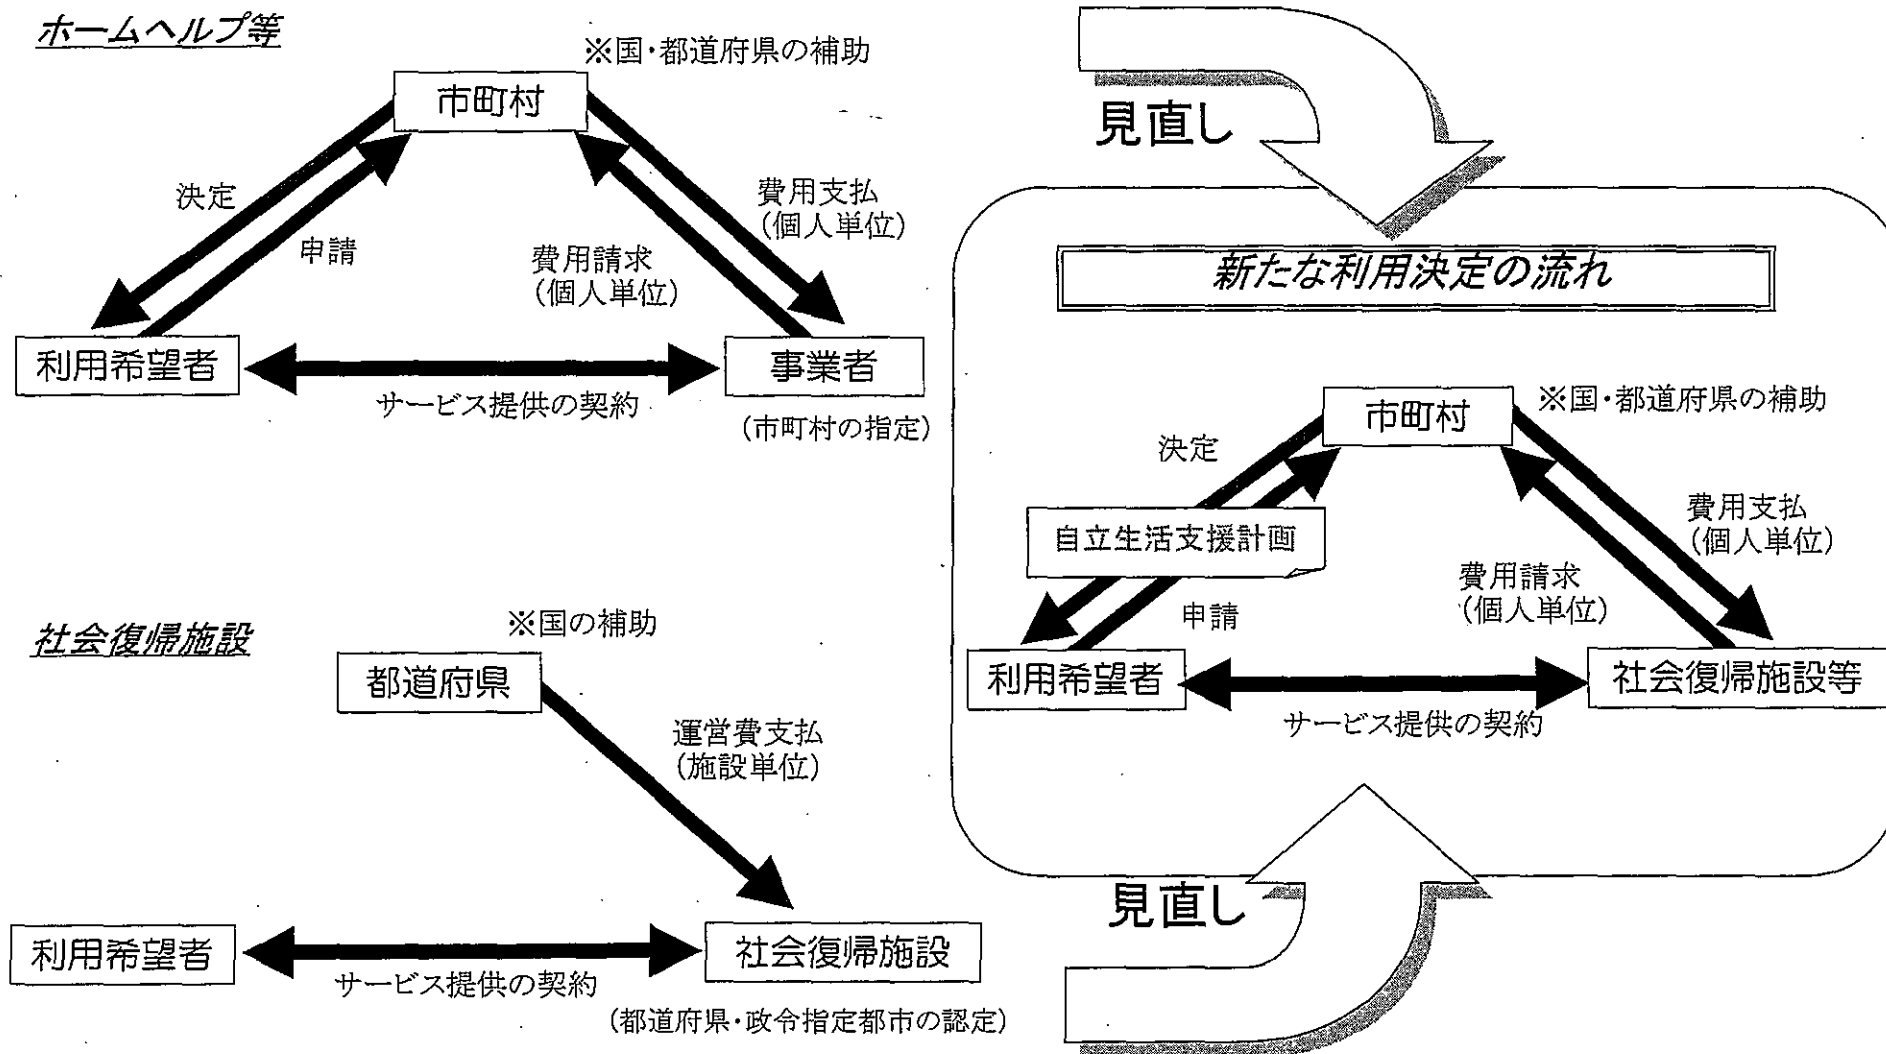 ホームヘルプ等
※国・都道府県の補助
市町村
決定
申請
費用支払
(個人単位)
費用請求
(個人単位)
利用希望者
事業者
サービス提供の契約
(市町村の指定)
社会復帰施設
※国の補助
都道府県
運営費支払
(施設単位)
利用希望者
社会復帰施設
サービス提供の契約
(都道府県・政令指定都市の認定)
見直し
新たな利用決定の流れ
市町村
※国・都道府県の補助
決定
自立生活支援計画
申請
費用支払
(個人単位)
費用請求
(個人単位)
利用希望者
社会復帰施設等
サービス提供の契約
見直し